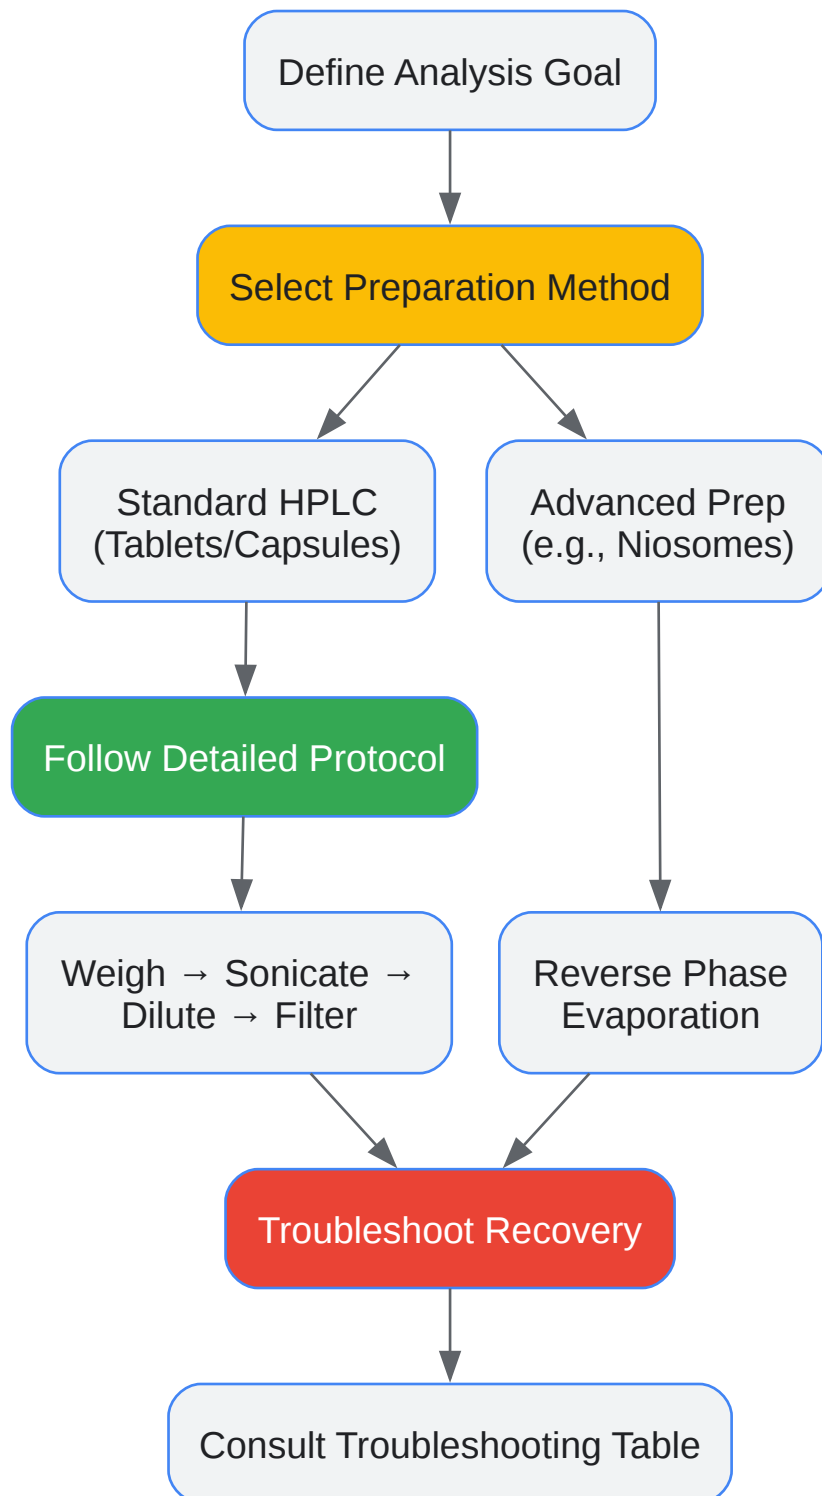 Define Analysis Goal
Select Preparation Method
Standard HPLC
(Tablets/Capsules)
Advanced Prep
(e.g., Niosomes)
Follow Detailed Protocol
Weigh → Sonicate →
Dilute → Filter
Reverse Phase
Evaporation
Troubleshoot Recovery
Consult Troubleshooting Table